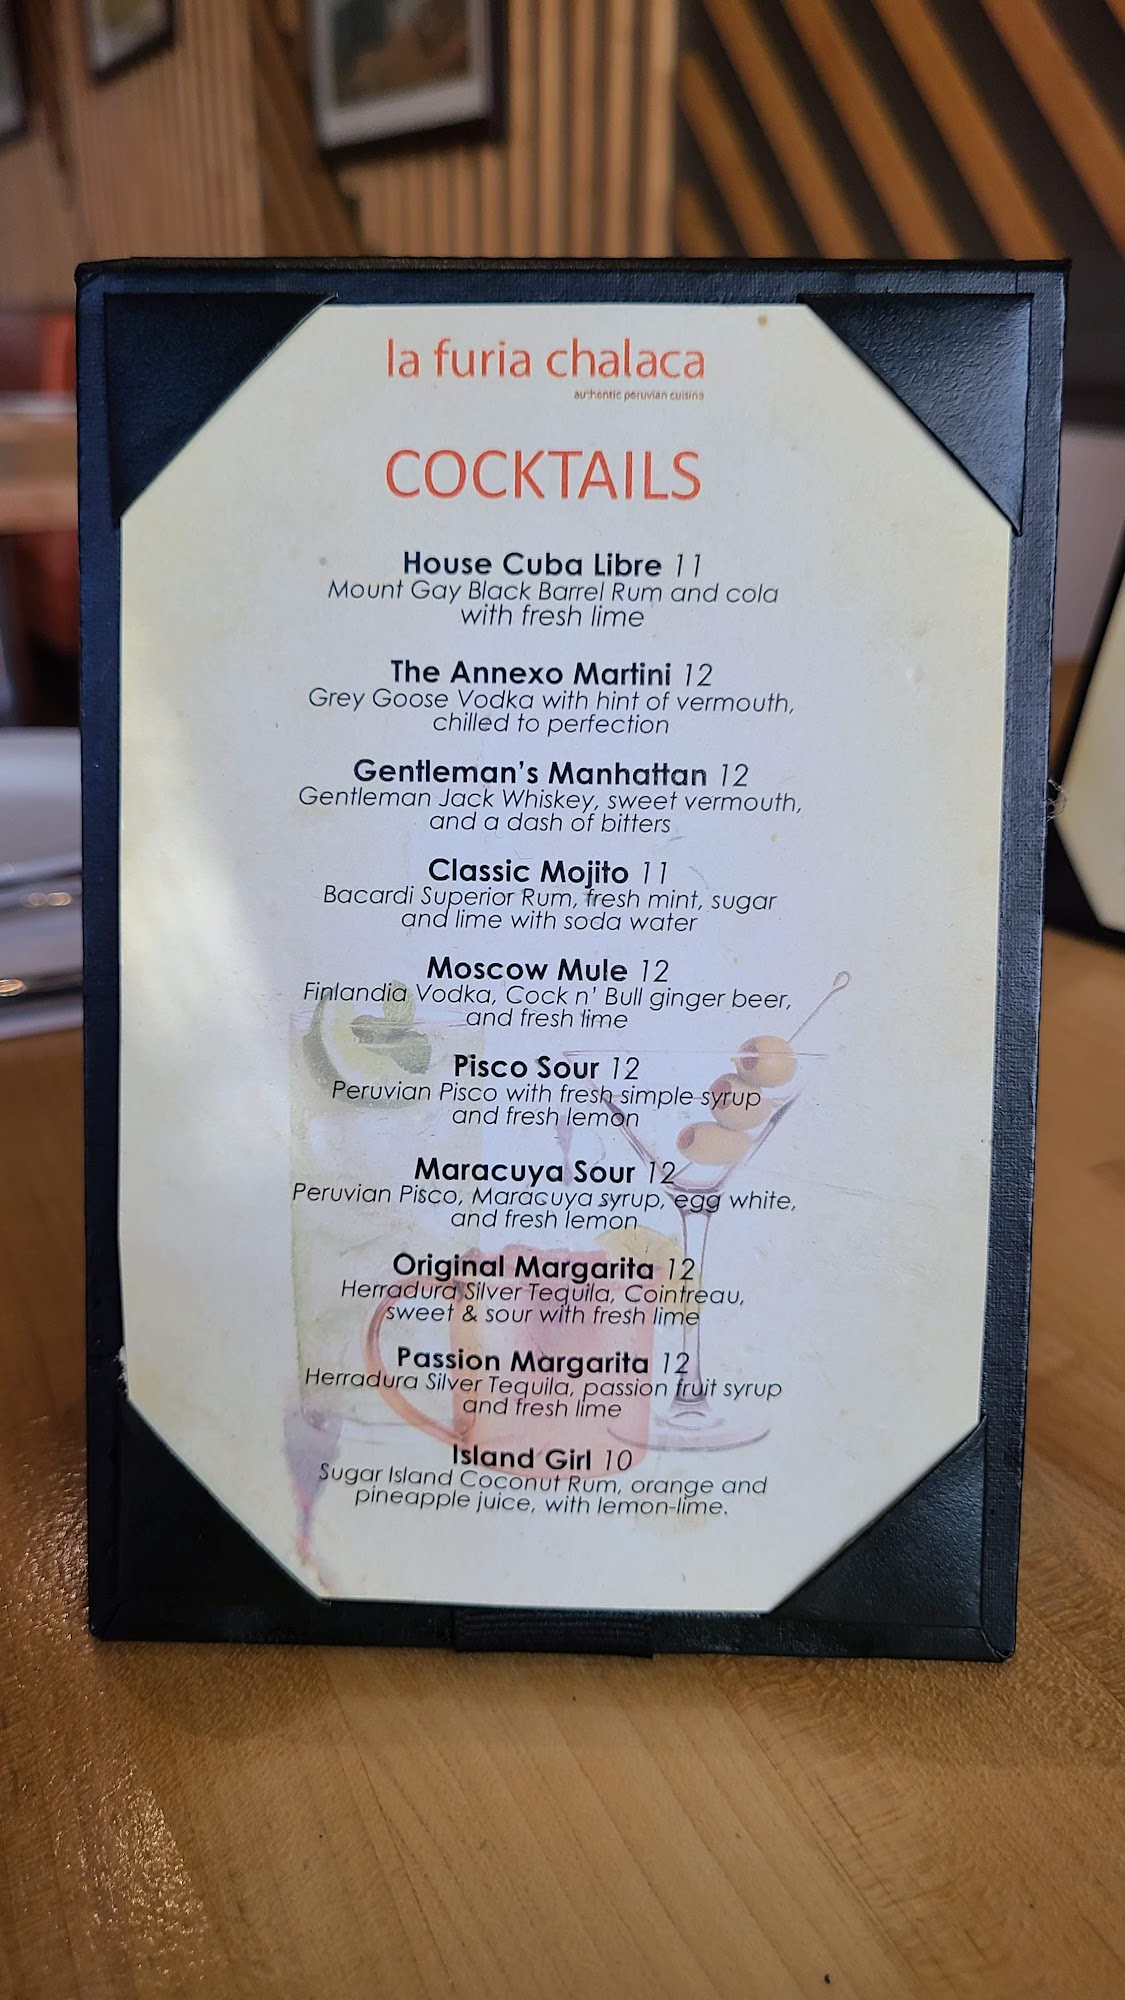 la furia chalaca
authentic peruvian cuisine
COCKTAILS
House Cuba Libre 11
Mount Gay Black Barrel Rum and cola
with fresh lime
The Annexo Martini 12
Grey Goose Vodka with hint of vermouth,
chilled to perfection
Gentleman's Manhattan 12
Gentleman Jack Whiskey, sweet vermouth,
and a dash of bitters
Classic Mojito 11
Bacardi Superior Rum, fresh mint, sugar
and lime with soda water
Moscow Mule 12
Finlandia Vodka, Cock n' Bull ginger beer,
and fresh lime
Pisco Sour 12
Peruvian Pisco with fresh simple syrup
and fresh lemon
Maracuya Sour 12
Peruvian Pisco, Maracuya syrup, egg white,
and fresh lemon
Original Margarita 12
Herradura Silver Tequila, Cointreau,
sweet & sour with fresh lime
Passion Margarita 12
Herradura Silver Tequila, passion fruit syrup
and fresh lime
Island Girl 10
Sugar Island Coconut Rum, orange and
pineapple juice, with lemon-lime.